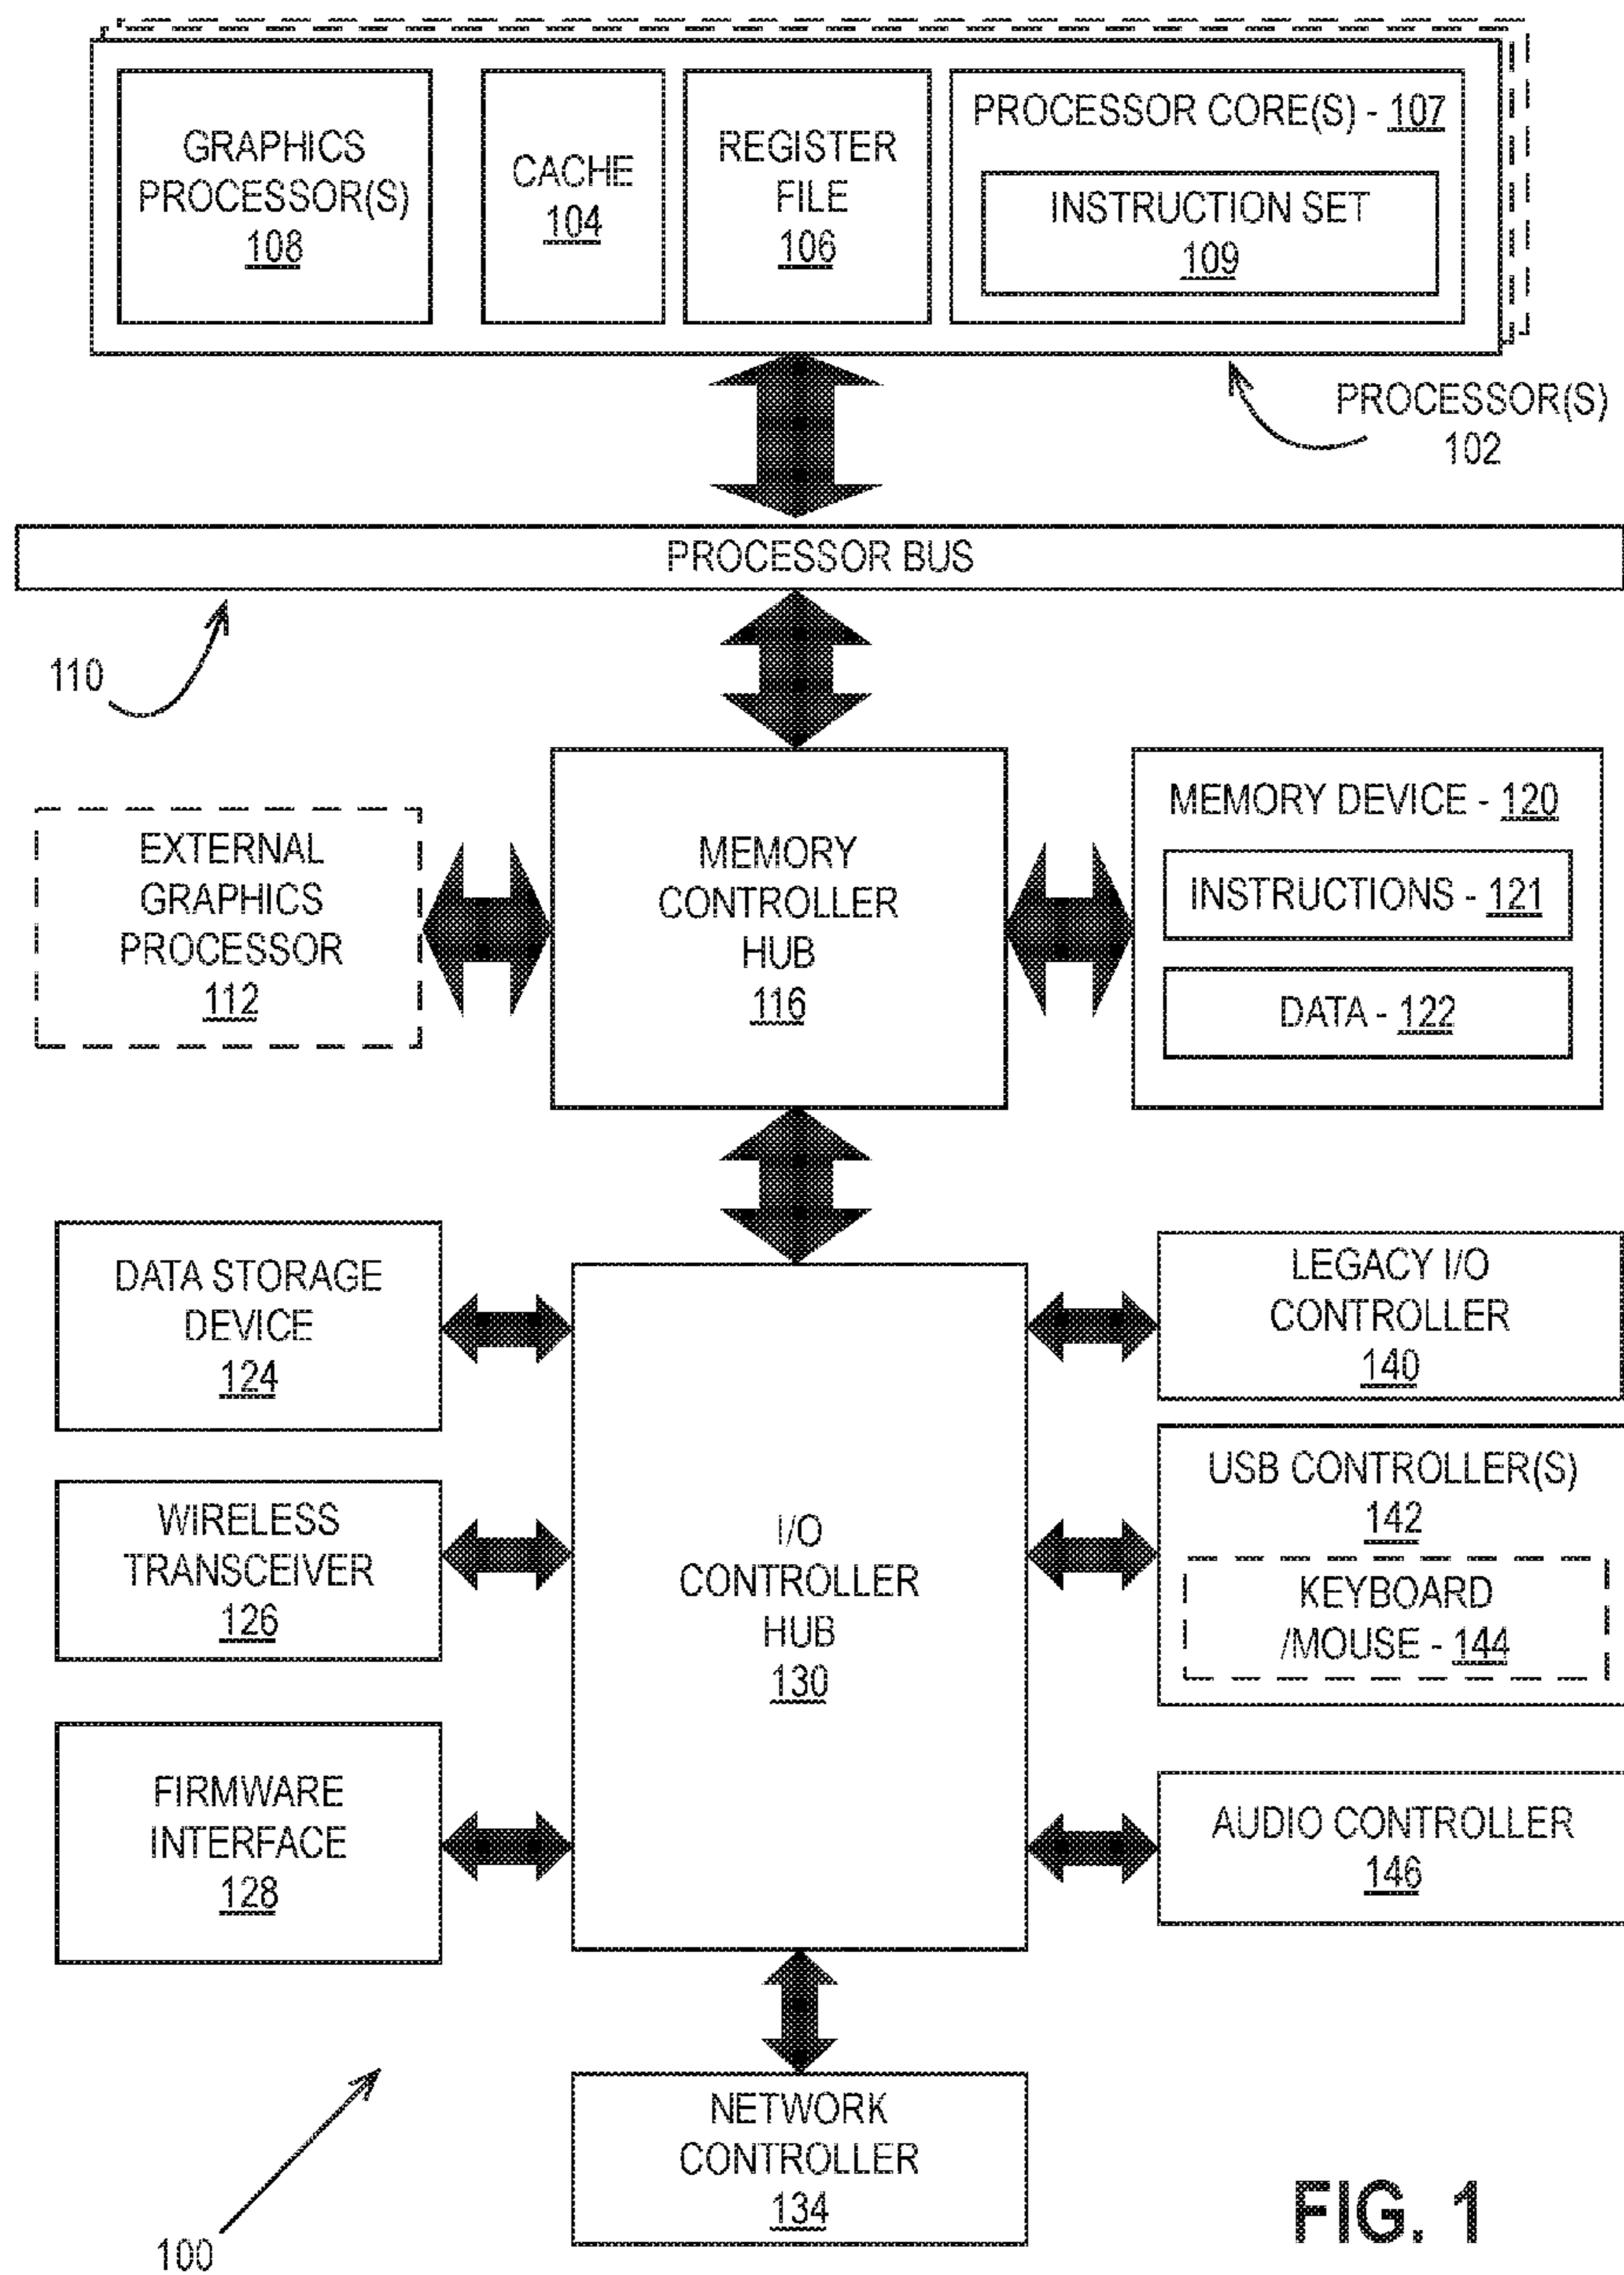 GRAPHICS
PROCESSOR(S)
108
CACHE
104
REGISTER
FILE
106
PROCESSOR CORE(S) - 107
INSTRUCTION SET
109
PROCESSOR(S)
102
PROCESSOR BUS
110
EXTERNAL
GRAPHICS
PROCESSOR
112
MEMORY
CONTROLLER
HUB
116
MEMORY DEVICE - 120
INSTRUCTIONS - 121
DATA - 122
DATA STORAGE
DEVICE
124
WIRELESS
TRANSCEIVER
126
FIRMWARE
INTERFACE
128
I/O
CONTROLLER
HUB
130
LEGACY I/O
CONTROLLER
140
USB CONTROLLER(S)
142
KEYBOARD
/MOUSE - 144
AUDIO CONTROLLER
146
NETWORK
CONTROLLER
134
100
FIG. 1